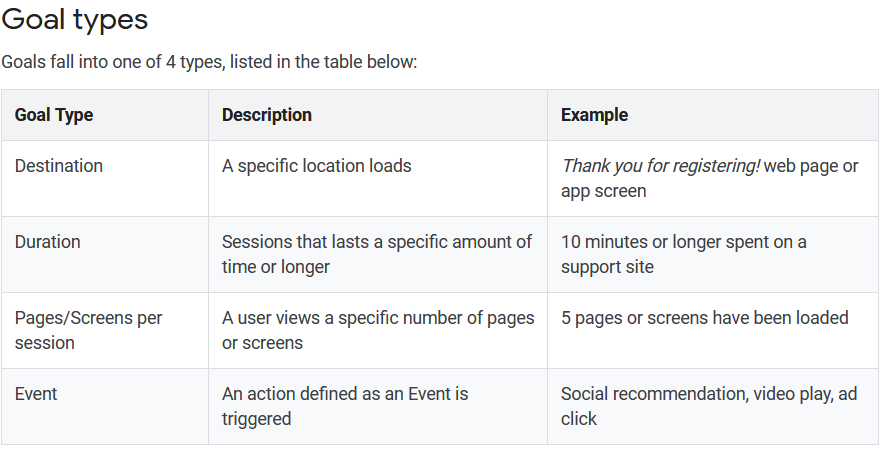 Goal types
Goals fall into one of 4 types, listed in the table below:
Goal Type Description Example
Destination A specific location loads Thank you for registering! web page or
app screen
Duration Sessions that lasts a specific amount of 10 minutes or longer spent on a
time or longer support site
Pages/Screens per A user views a specific number of pages 5 pages or screens have been loaded
session or screens
Event An action defined as an Event is Social recommendation, video play, ad
triggered click